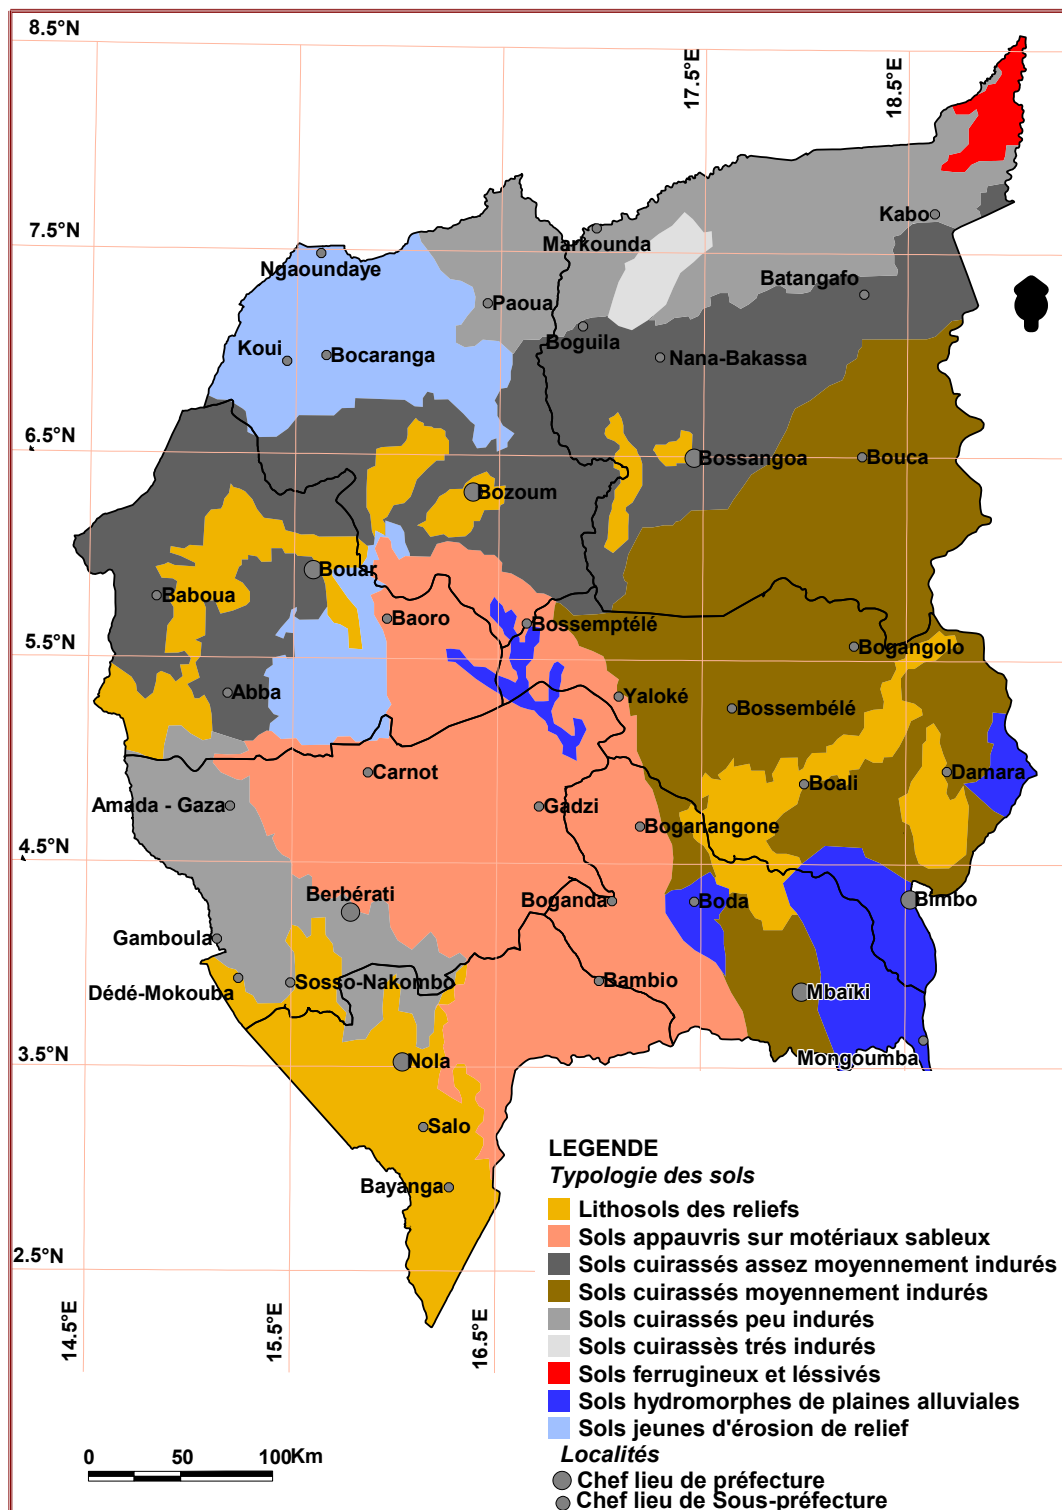 8.5°N
17.5°E
18.5°E
Kabo
7.5°N
Markounda
Ngaoundaye
Batangafo
Paoua
Koui
Bocaranga
Boguila
Nana-Bakassa
6.5°N
Bossangoa
Bouca
Bozoum
Bouar
Baboua
Baoro
Bossemptélé
5.5°N
Bogangolo
Abba
Yaloké
Bossembélé
Carnot
Damara
Amada - Gaza
Gadzi
Boali
Boganangone
4.5°N
Berbérati
Boganda
Boda
Bimbo
Gamboula
Dédé-Mokouba
Sosso-Nakombo
Bambio
Mbaïki
3.5°N
Nola
Mongoumba
Salo
Bayanga
2.5°N
14.5°E
15.5°E
16.5°E
LEGENDE
Typologie des sols
Lithosols des reliefs
Sols appauvris sur motériaux sableux
Sols cuirassés assez moyennement indurés
Sols cuirassés moyennement indurés
Sols cuirassés peu indurés
Sols cuirassès trés indurés
Sols ferrugineux et léssivés
Sols hydromorphes de plaines alluviales
Sols jeunes d'érosion de relief
Localités
Chef lieu de préfecture
Chef lieu de Sous-préfecture
0 50 100Km